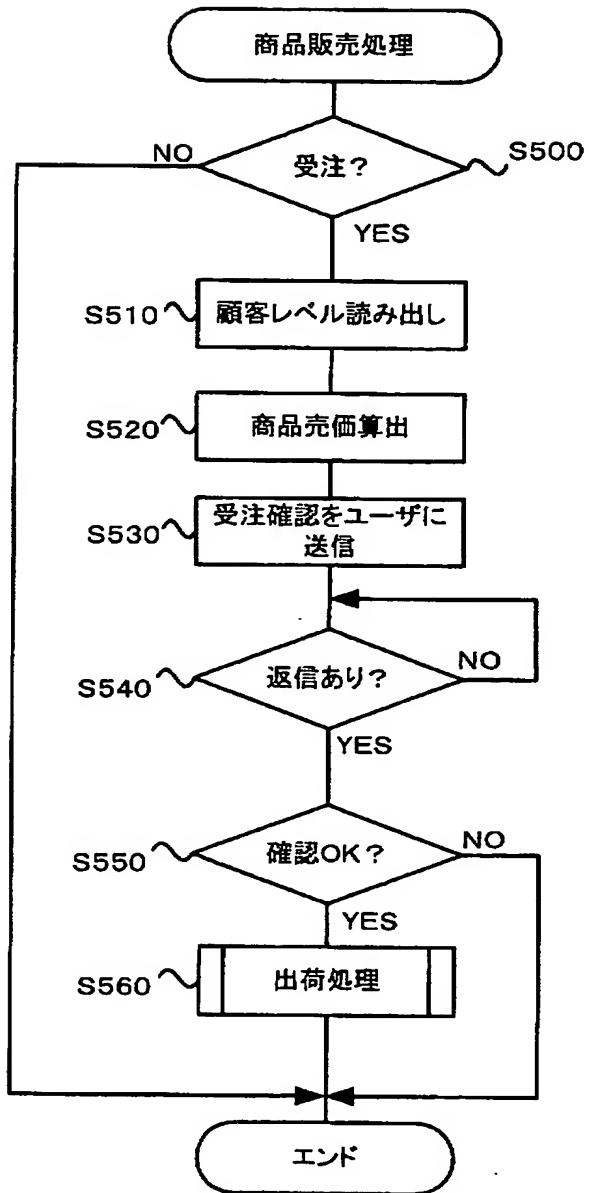 商品販売処理
NO
受注?
S500
YES
S510
顧客レベル読み出し
S520
商品売価算出
S530
受注確認をユーザに
送信
S540
返信あり?
NO
YES
S550
確認OK?
NO
YES
S560
出荷処理
エンド